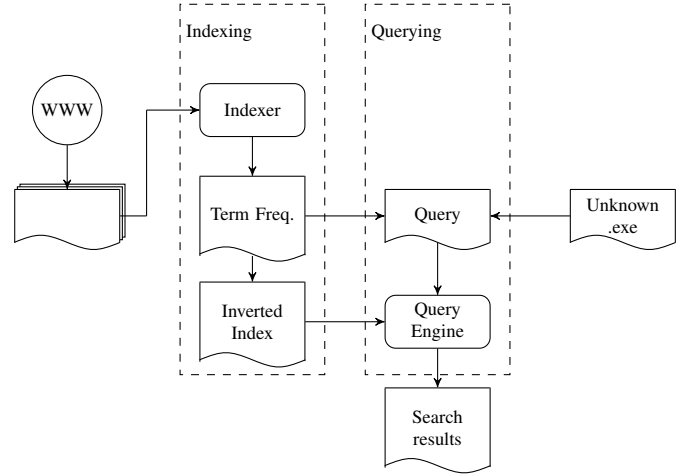 Indexing
Querying
WWW
Indexer
Term Freq.
Query
Unknown
.exe
Inverted
Index
Query
Engine
Search
results